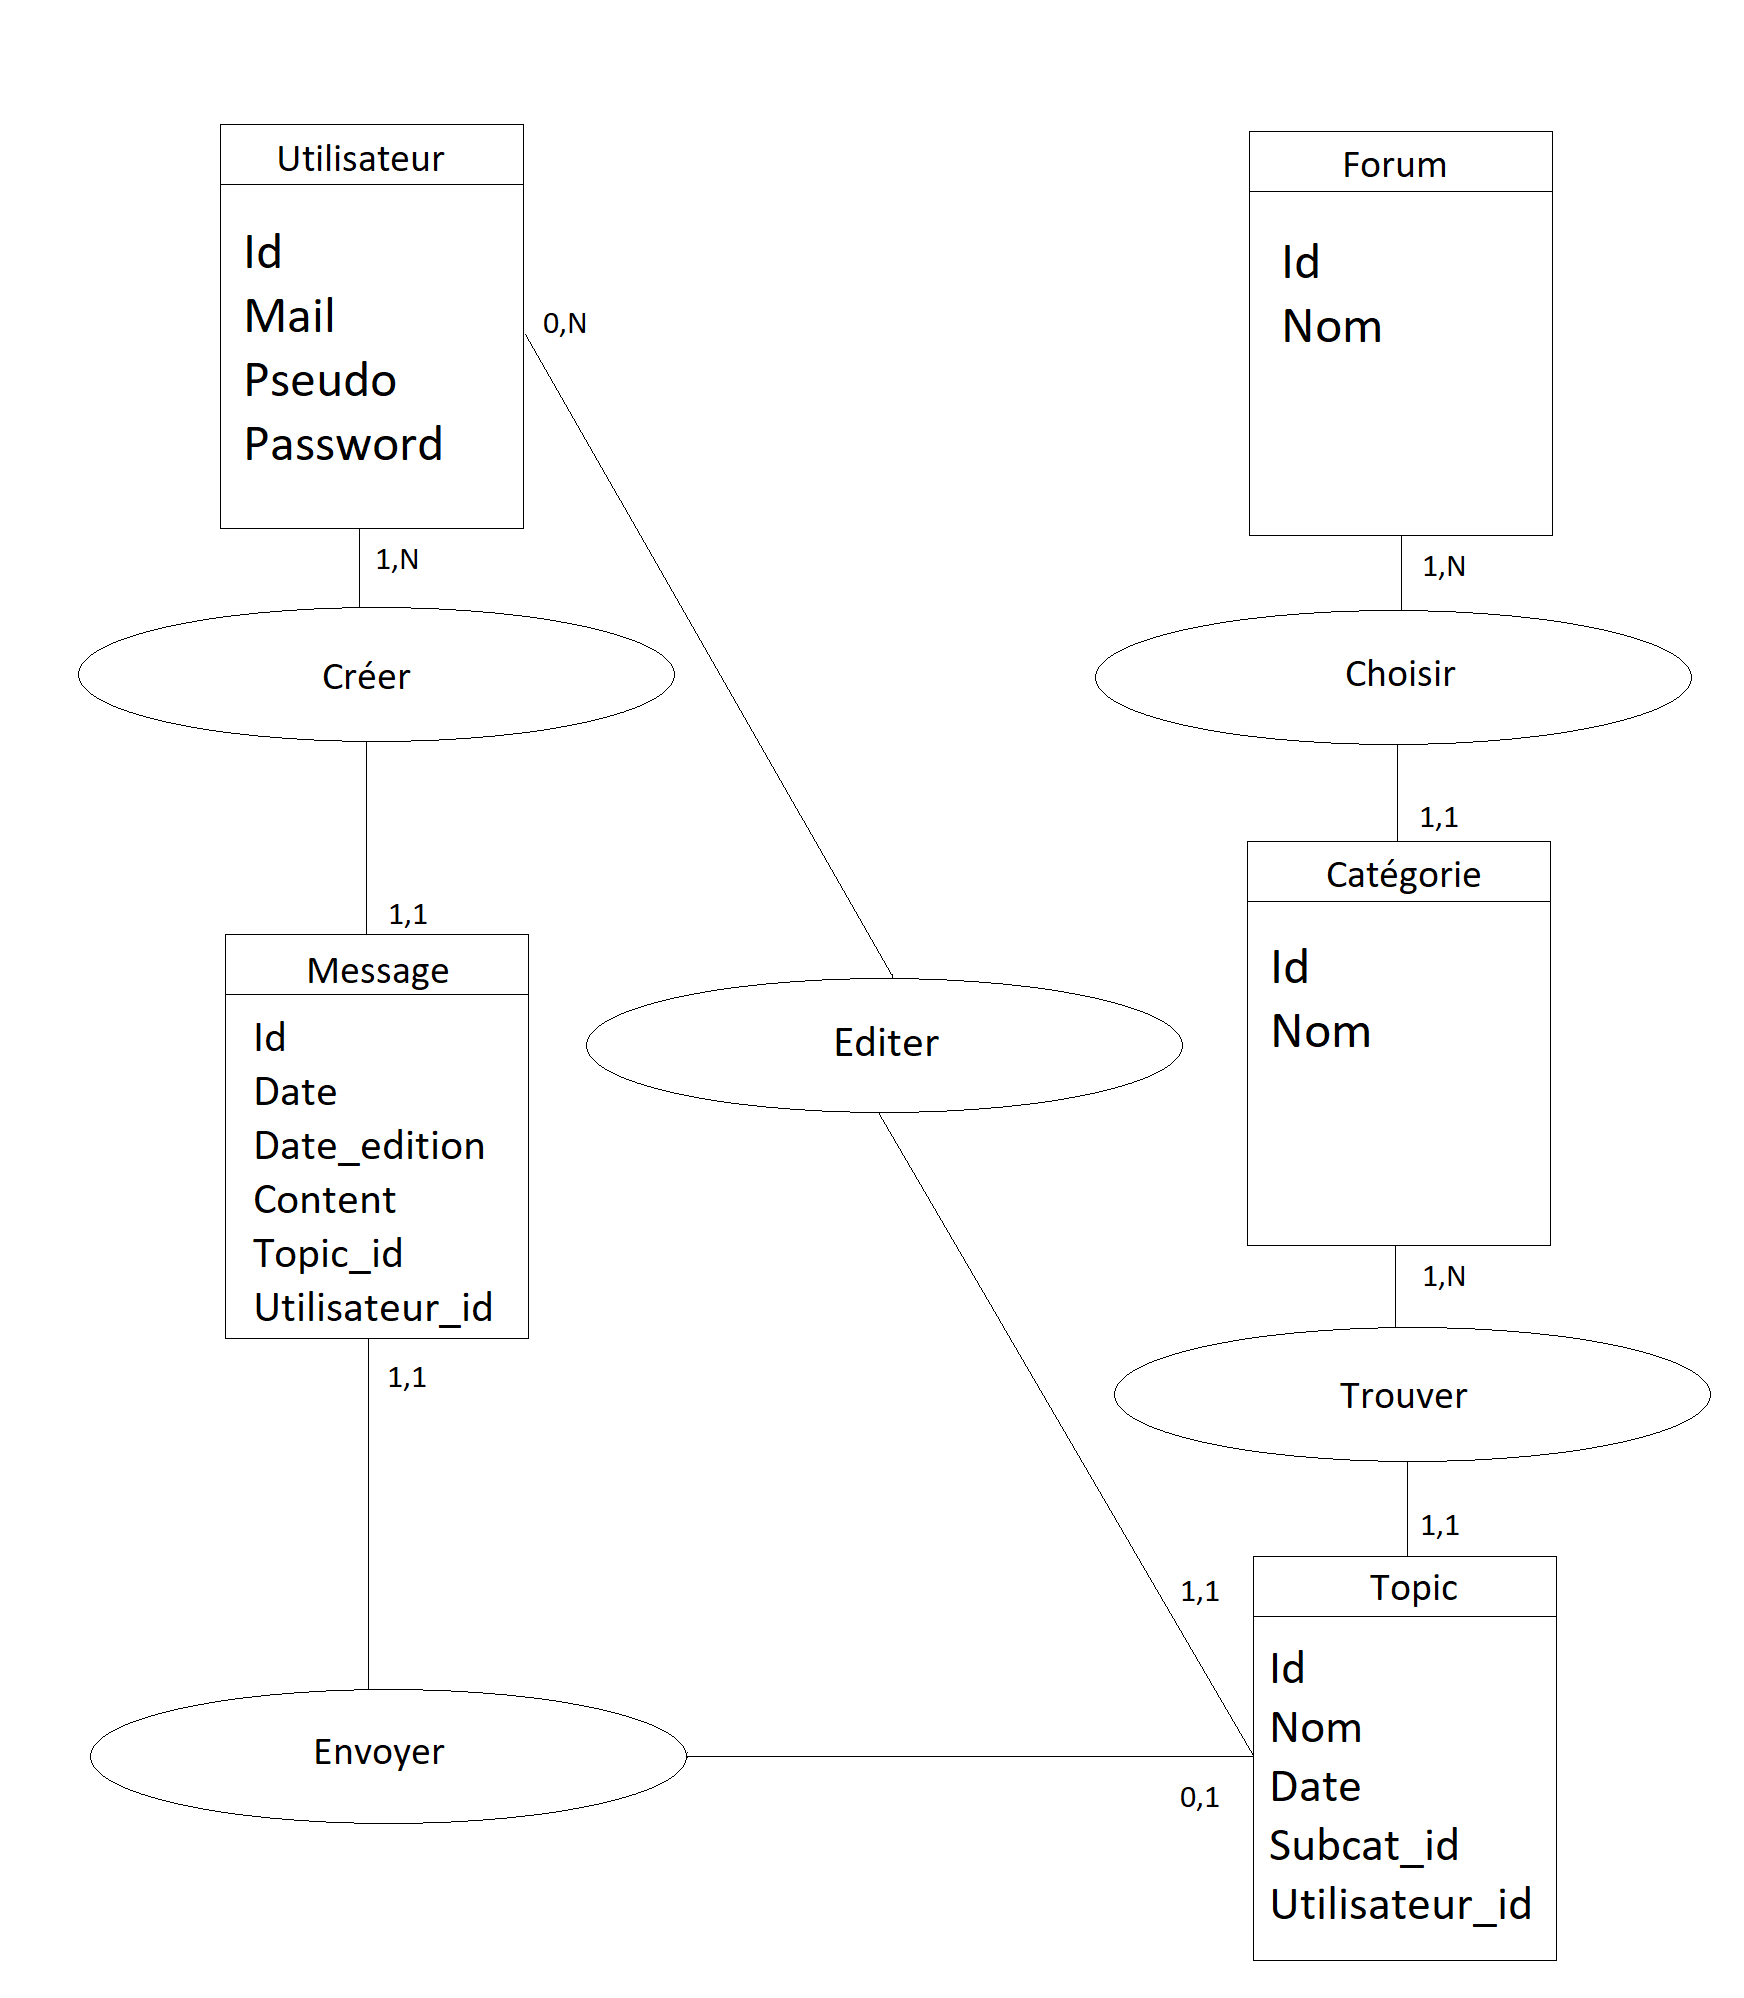 Utilisateur
Id
Mail
Pseudo
Password
0,N
1,N
Créer
1,1
Message
Id
Date
Date_edition
Content
Topic_id
Utilisateur_id
1,1
Envoyer
Editer
1,1
0,1
Forum
Id
Nom
1,N
Choisir
1,1
Catégorie
Id
Nom
1,N
Trouver
1,1
Topic
Id
Nom
Date
Subcat_id
Utilisateur_id